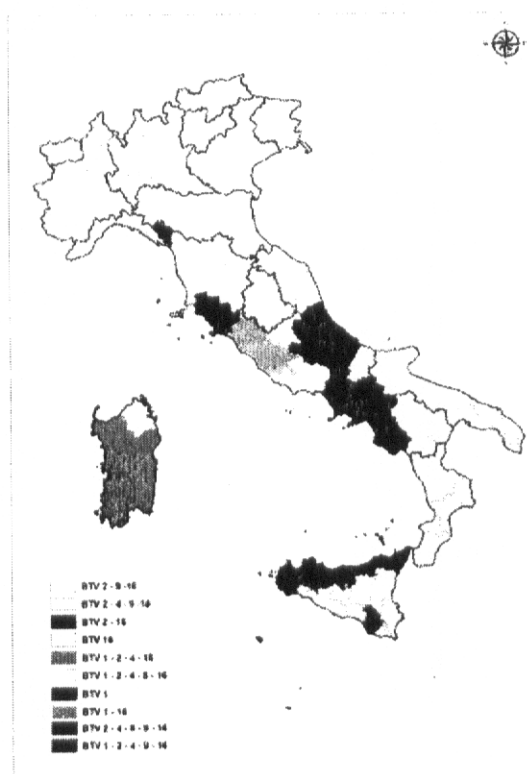 BTV 2 - 9 - 16
BTV 2 - 4 - 9 - 16
BTV 2 - 16
BTV 16
BTV 1 - 2 - 4 - 16
BTV 1 - 2 - 4 - 8 - 16
BTV 1
BTV 1 - 16
BTV 2 - 4 - 8 - 9 - 16
BTV 1 - 2 - 4 - 9 - 16